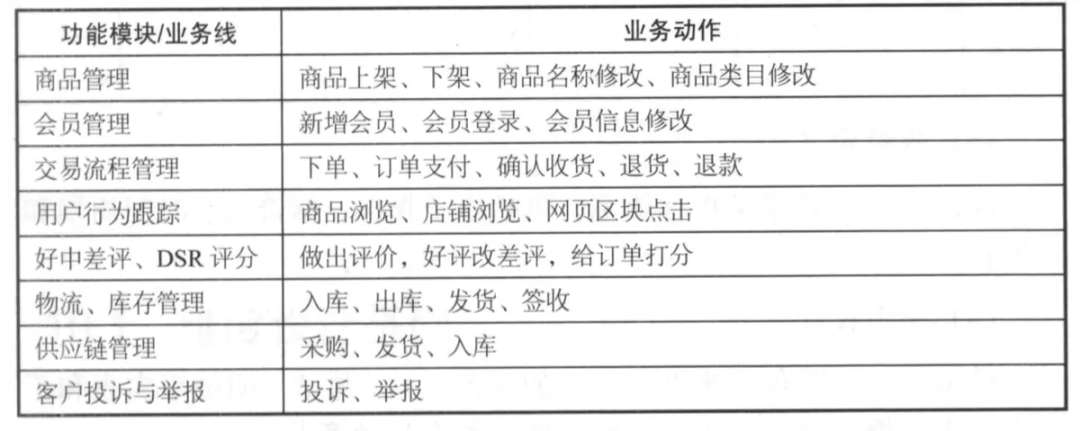 功能模块/业务线 业务动作
商品管理 商品上架、下架、商品名称修改、商品类目修改
会员管理 新增会员、会员登录、会员信息修改
交易流程管理 下单、订单支付、确认收货、退货、退款
用户行为跟踪 商品浏览、店铺浏览、网页区块点击
好中差评、DSR 评分 做出评价，好评改差评，给订单打分
物流、库存管理 入库、出库、发货、签收
供应链管理 采购、发货、入库
客户投诉与举报 投诉、举报